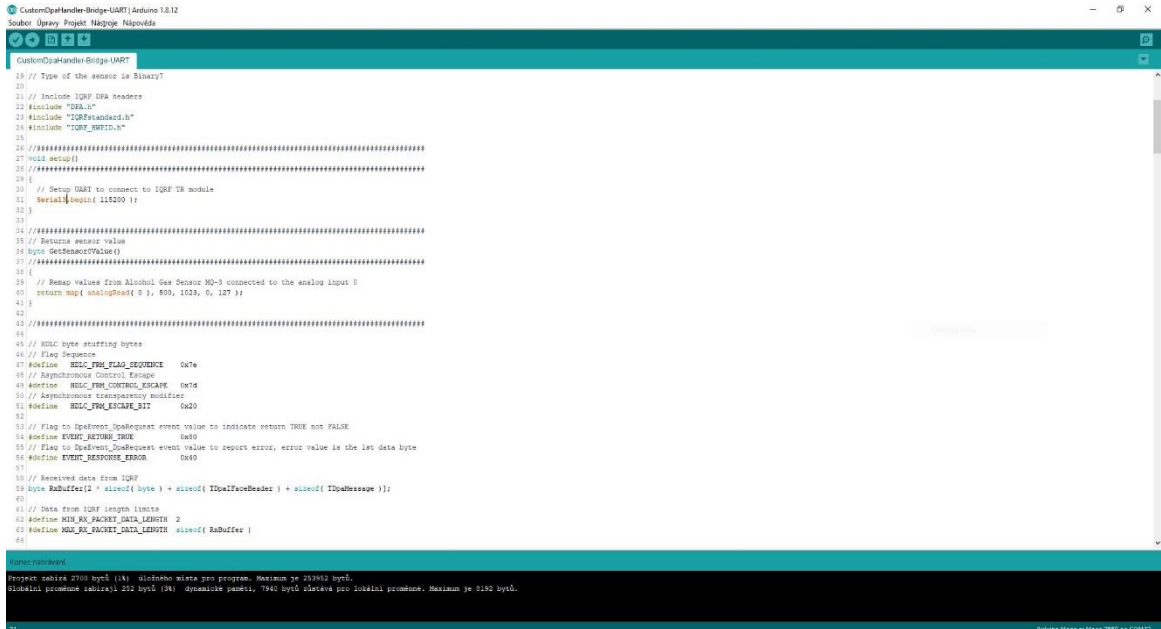 CustomDpaHandler-Bridge-UART | Arduino 1.8.12
Soubor Úpravy Projekt Nástroje Nápověda
CustomDpaHandler-Bridge-UART
19 // Type of the sensor is Binary7
20
21 // Include IQRF DPA headers
22 #include "DPA.h"
23 #include "IQRFstandard.h"
24 #include "IQRF_HWPID.h"
25
26 //##########################################################################################
27 void setup()
28 //##########################################################################################
29 {
30 // Setup UART to connect to IQRF TR module
31 Serial3.begin( 115200 );
32 }
33
34 //##########################################################################################
35 // Returns sensor value
36 byte GetSensor0Value()
37 //##########################################################################################
38 {
39 // Remap values from Alcohol Gas Sensor MQ-3 connected to the analog input 0
40 return map( analogRead( 0 ), 500, 1023, 0, 127 );
41 }
42
43 //##########################################################################################
44
45 // HDLC byte stuffing bytes
46 // Flag Sequence
47 #define HDLC_FRM_FLAG_SEQUENCE 0x7e
48 // Asynchronous Control Escape
49 #define HDLC_FRM_CONTROL_ESCAPE 0x7d
50 // Asynchronous transparency modifier
51 #define HDLC_FRM_ESCAPE_BIT 0x20
52
53 // Flag to DpaEvent_DpaRequest event value to indicate return TRUE not FALSE
54 #define EVENT_RETURN_TRUE 0x80
55 // Flag to DpaEvent_DpaRequest event value to report error, error value is the 1st data byte
56 #define EVENT_RESPONSE_ERROR 0x40
57
58 // Received data from IQRF
59 byte RxBuffer[2 * sizeof( byte ) + sizeof( TDpaIFaceHeader ) + sizeof( TDpaMessage )];
60
61 // Data from IQRF length limits
62 #define MIN_RX_PACKET_DATA_LENGTH 2
63 #define MAX_RX_PACKET_DATA_LENGTH sizeof( RxBuffer )
64
Konec nahrávání.
Projekt zabírá 2700 bytů (1%) úložného místa pro program. Maximum je 253952 bytů.
Globální proměnné zabírají 252 bytů (3%) dynamické paměti, 7940 bytů zůstává pro lokální proměnné. Maximum je 8192 bytů.